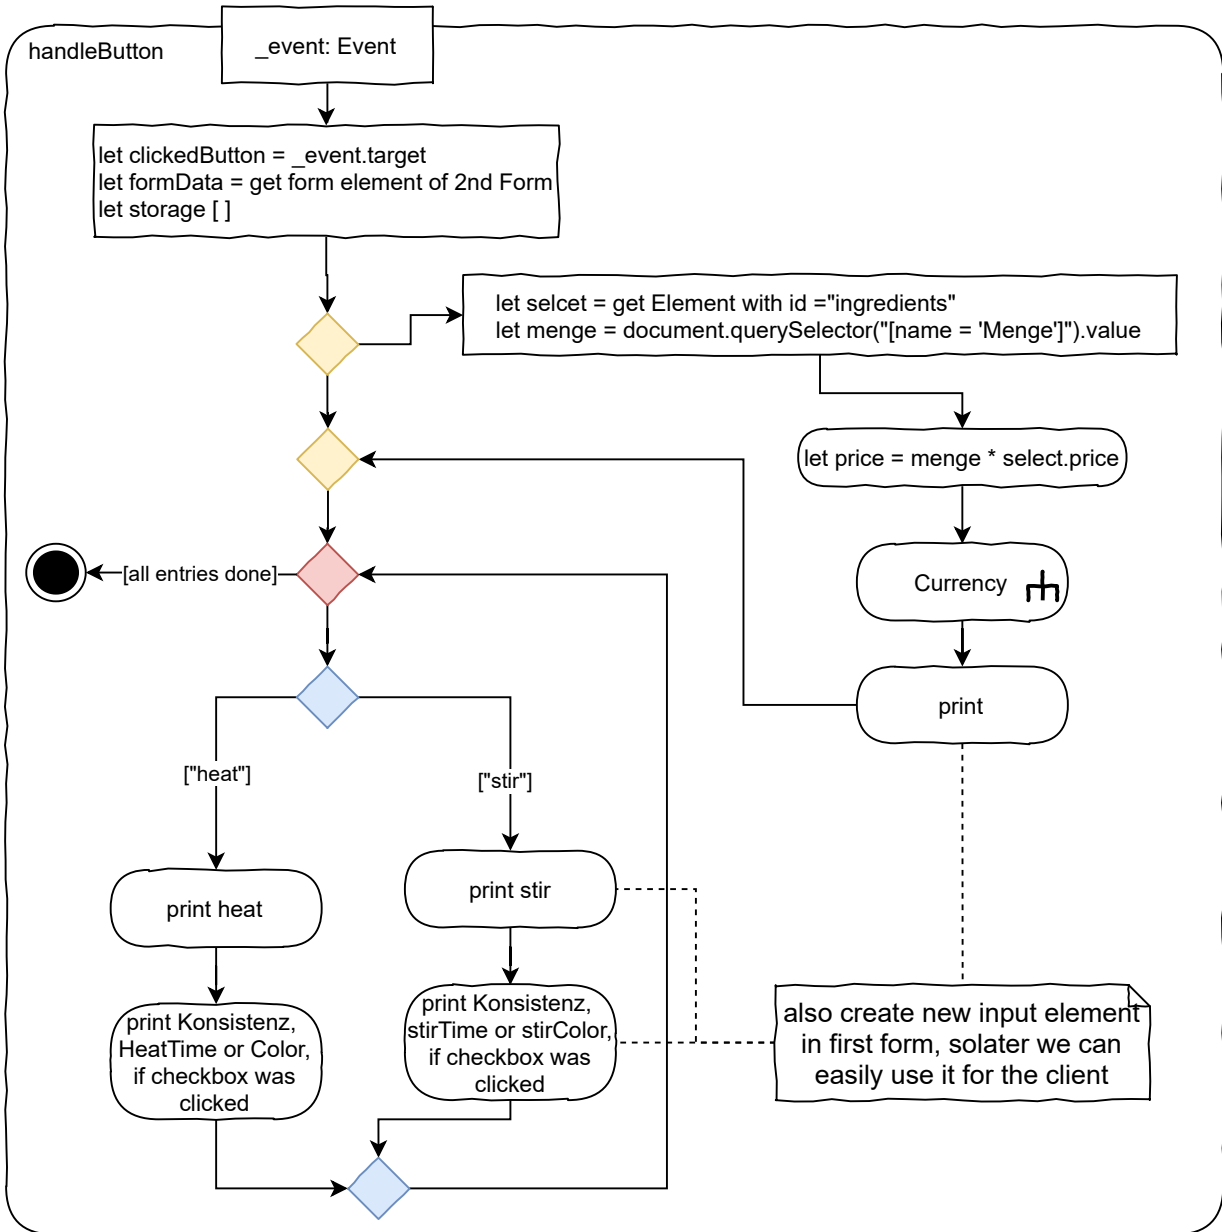 handleButton
_event: Event
let clickedButton = _event.target
let formData = get form element of 2nd Form
let storage [ ]
let selcet = get Element with id ="ingredients"
let menge = document.querySelector("[name = 'Menge']").value
let price = menge * select.price
[all entries done]
Currency
print
["heat"]
["stir"]
print heat
print stir
print Konsistenz,
HeatTime or Color,
if checkbox was
clicked
print Konsistenz,
stirTime or stirColor,
if checkbox was
clicked
also create new input element
in first form, solater we can
easily use it for the client